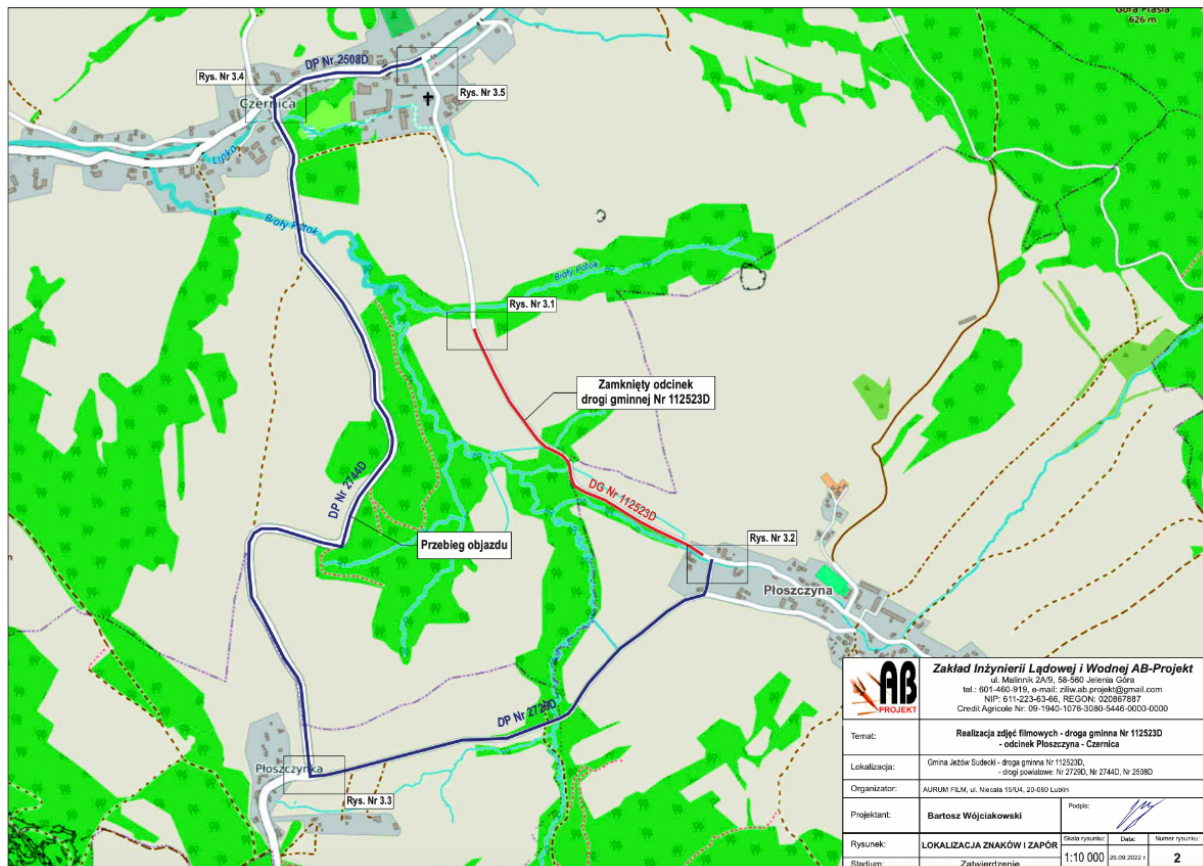 Góra Ptasia
626 m
DP Nr 2508D
Rys. Nr 3.4
Rys. Nr 3.5
Czernica
Lipka
Biały Potok
Biały Potok
Rys. Nr 3.1
Zamknięty odcinek
drogi gminnej Nr 112523D
DP Nr 2744D
DG Nr 112523D
Przebieg objazdu
Rys. Nr 3.2
Płoszczyna
DP Nr 2729D
Płoszczynka
Rys. Nr 3.3
AB
PROJEKT
Zakład Inżynierii Lądowej i Wodnej AB-Projekt
ul. Malinnik 2A/9, 58-560 Jelenia Góra
tel.: 601-460-919, e-mail: ziliw.ab.projekt@gmail.com
NIP: 611-223-63-66, REGON: 020867887
Credit Agricole Nr: 09-1940-1076-3080-5446-0000-0000
Temat:
Realizacja zdjęć filmowych - droga gminna Nr 112523D
- odcinek Płoszczyna - Czernica
Lokalizacja:
Gmina Jeżów Sudecki - droga gminna Nr 112523D,
- drogi powiatowe: Nr 2729D, Nr 2744D, Nr 2508D
Organizator:
AURUM FILM, ul. Niecała 15/U4, 20-080 Lublin
Projektant:
Bartosz Wójciakowski
Podpis:
Rysunek:
LOKALIZACJA ZNAKÓW I ZAPÓR
Skala rysunku:
Data:
Numer rysunku:
Stadium:
Zatwierdzenie
1:10 000
20.09.2022 r.
2